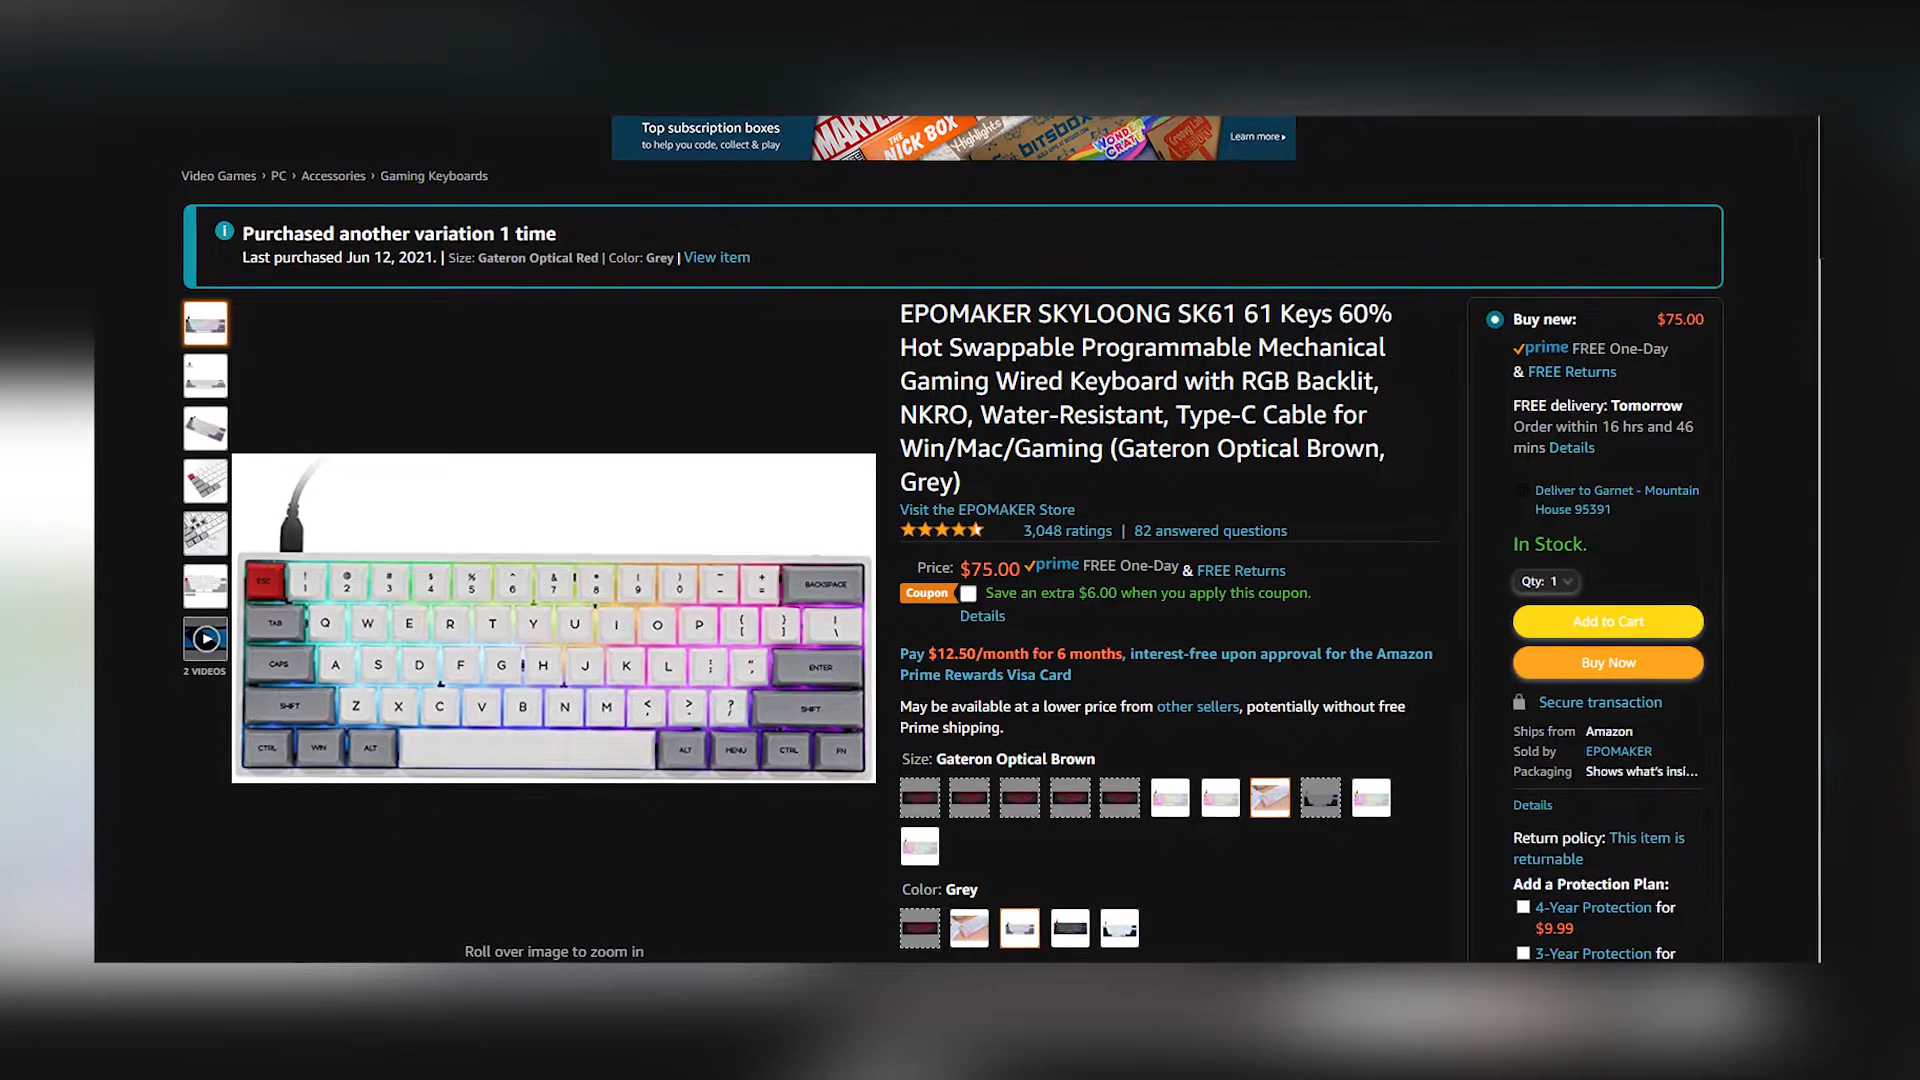 Top subscription boxes
to help you code, collect & play
MARVEL
THE
NICK BOX
Highlights
bitsbox
WONDER
CRATE
Learn more ▸
Video Games › PC › Accessories › Gaming Keyboards
Purchased another variation 1 time
Last purchased Jun 12, 2021. | Size: Gateron Optical Red | Color: Grey | View item
2 VIDEOS
ESC ! 1 @ 2 # 3 $ 4 % 5 ^ 6 & 7 * 8 ( 9 ) 0 - + = BACKSPACE
TAB Q W E R T Y U I O P { [ } ] | \
CAPS A S D F G H J K L : ; " ' ENTER
SHIFT Z X C V B N M < , > . ? / SHIFT
CTRL WIN ALT ALT MENU CTRL FN
Roll over image to zoom in
EPOMAKER SKYLOONG SK61 61 Keys 60%
Hot Swappable Programmable Mechanical
Gaming Wired Keyboard with RGB Backlit,
NKRO, Water-Resistant, Type-C Cable for
Win/Mac/Gaming (Gateron Optical Brown,
Grey)
Visit the EPOMAKER Store
3,048 ratings | 82 answered questions
Price: $75.00 prime FREE One-Day & FREE Returns
Coupon Save an extra $6.00 when you apply this coupon.
Details
Pay $12.50/month for 6 months, interest-free upon approval for the Amazon
Prime Rewards Visa Card
May be available at a lower price from other sellers, potentially without free
Prime shipping.
Size: Gateron Optical Brown
Color: Grey
Buy new: $75.00
prime FREE One-Day
& FREE Returns
FREE delivery: Tomorrow
Order within 16 hrs and 46
mins Details
Deliver to Garnet - Mountain
House 95391
In Stock.
Qty: 1
Add to Cart
Buy Now
Secure transaction
Ships from Amazon
Sold by EPOMAKER
Packaging Shows what's insi...
Details
Return policy: This item is
returnable
Add a Protection Plan:
4-Year Protection for
$9.99
3-Year Protection for